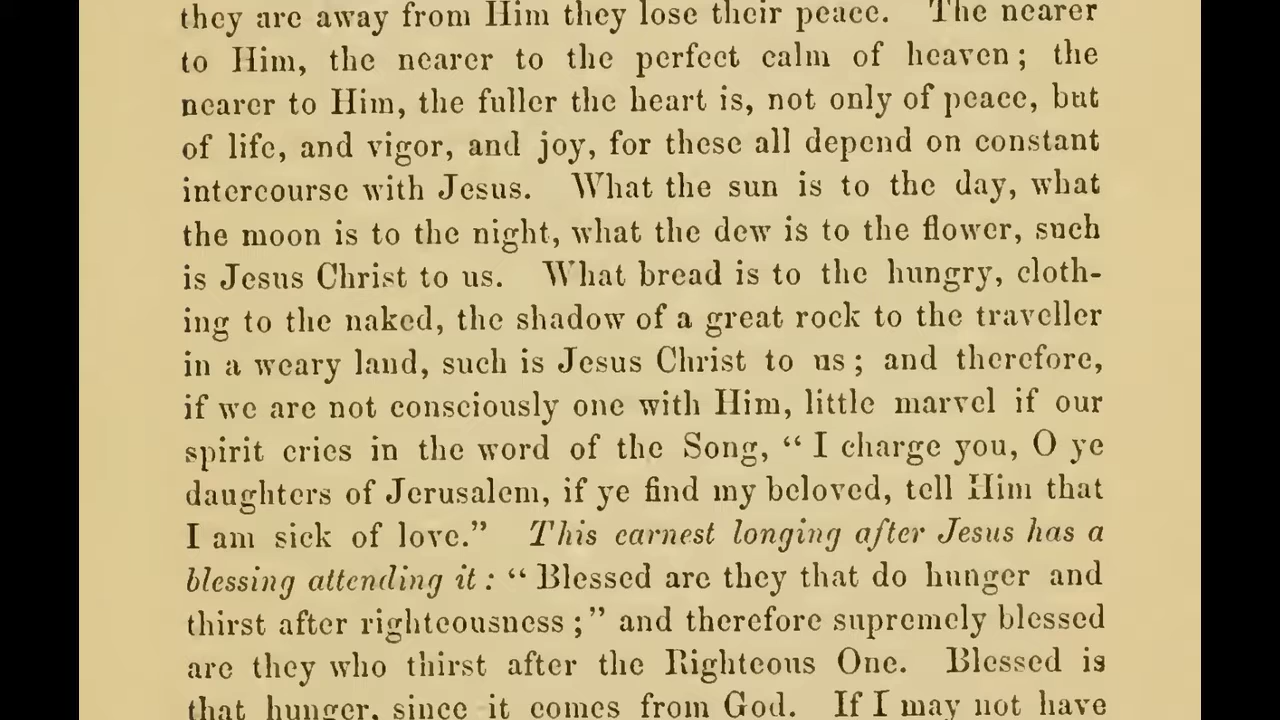 they are away from Him they lose their peace. The nearer
to Him, the nearer to the perfect calm of heaven; the
nearer to Him, the fuller the heart is, not only of peace, but
of life, and vigor, and joy, for these all depend on constant
intercourse with Jesus. What the sun is to the day, what
the moon is to the night, what the dew is to the flower, such
is Jesus Christ to us. What bread is to the hungry, cloth-
ing to the naked, the shadow of a great rock to the traveller
in a weary land, such is Jesus Christ to us; and therefore,
if we are not consciously one with Him, little marvel if our
spirit cries in the word of the Song, “ I charge you, O ye
daughters of Jerusalem, if ye find my beloved, tell Him that
I am sick of love.” This earnest longing after Jesus has a
blessing attending it: “ Blessed are they that do hunger and
thirst after righteousness;” and therefore supremely blessed
are they who thirst after the Righteous One. Blessed is
that hunger, since it comes from God. If I may not have